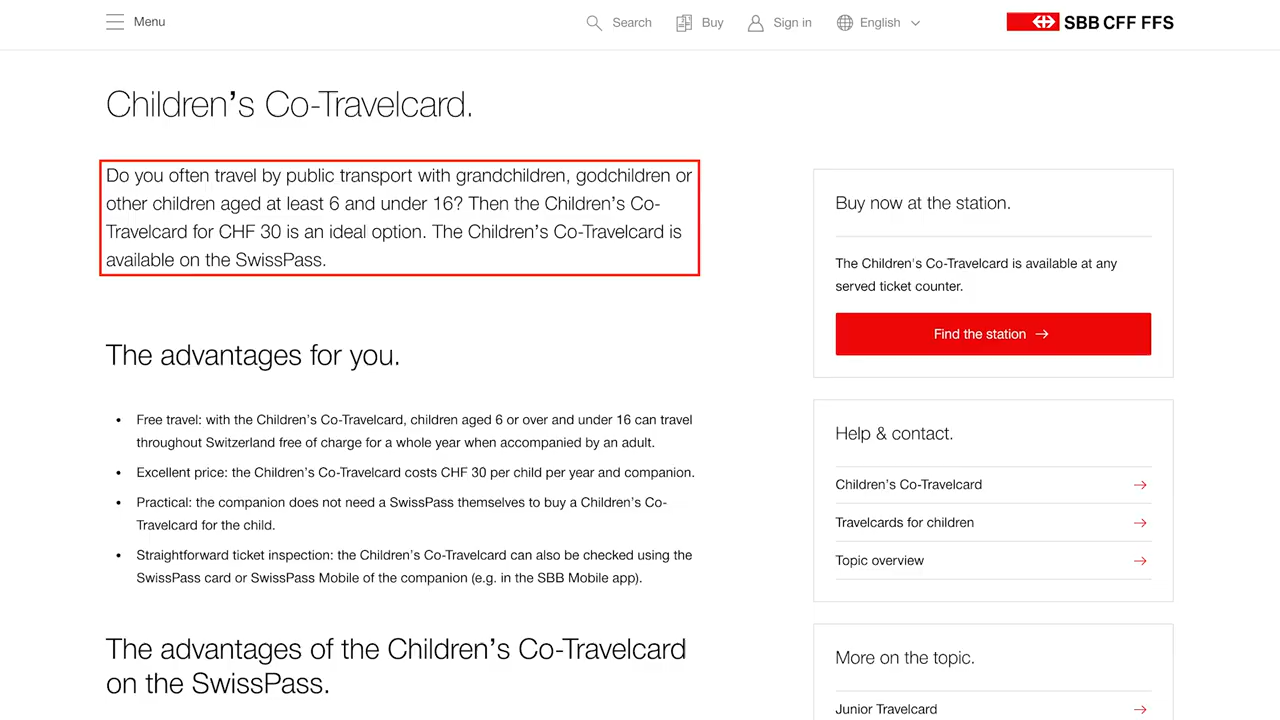 Menu
Search
Buy
Sign in
English
SBB CFF FFS
Children’s Co-Travelcard.
Do you often travel by public transport with grandchildren, godchildren or
other children aged at least 6 and under 16? Then the Children’s Co-
Travelcard for CHF 30 is an ideal option. The Children’s Co-Travelcard is
available on the SwissPass.
The advantages for you.
• Free travel: with the Children’s Co-Travelcard, children aged 6 or over and under 16 can travel
throughout Switzerland free of charge for a whole year when accompanied by an adult.
• Excellent price: the Children’s Co-Travelcard costs CHF 30 per child per year and companion.
• Practical: the companion does not need a SwissPass themselves to buy a Children’s Co-
Travelcard for the child.
• Straightforward ticket inspection: the Children’s Co-Travelcard can also be checked using the
SwissPass card or SwissPass Mobile of the companion (e.g. in the SBB Mobile app).
The advantages of the Children’s Co-Travelcard
on the SwissPass.
Buy now at the station.
The Children's Co-Travelcard is available at any
served ticket counter.
Find the station
Help & contact.
Children’s Co-Travelcard
Travelcards for children
Topic overview
More on the topic.
Junior Travelcard